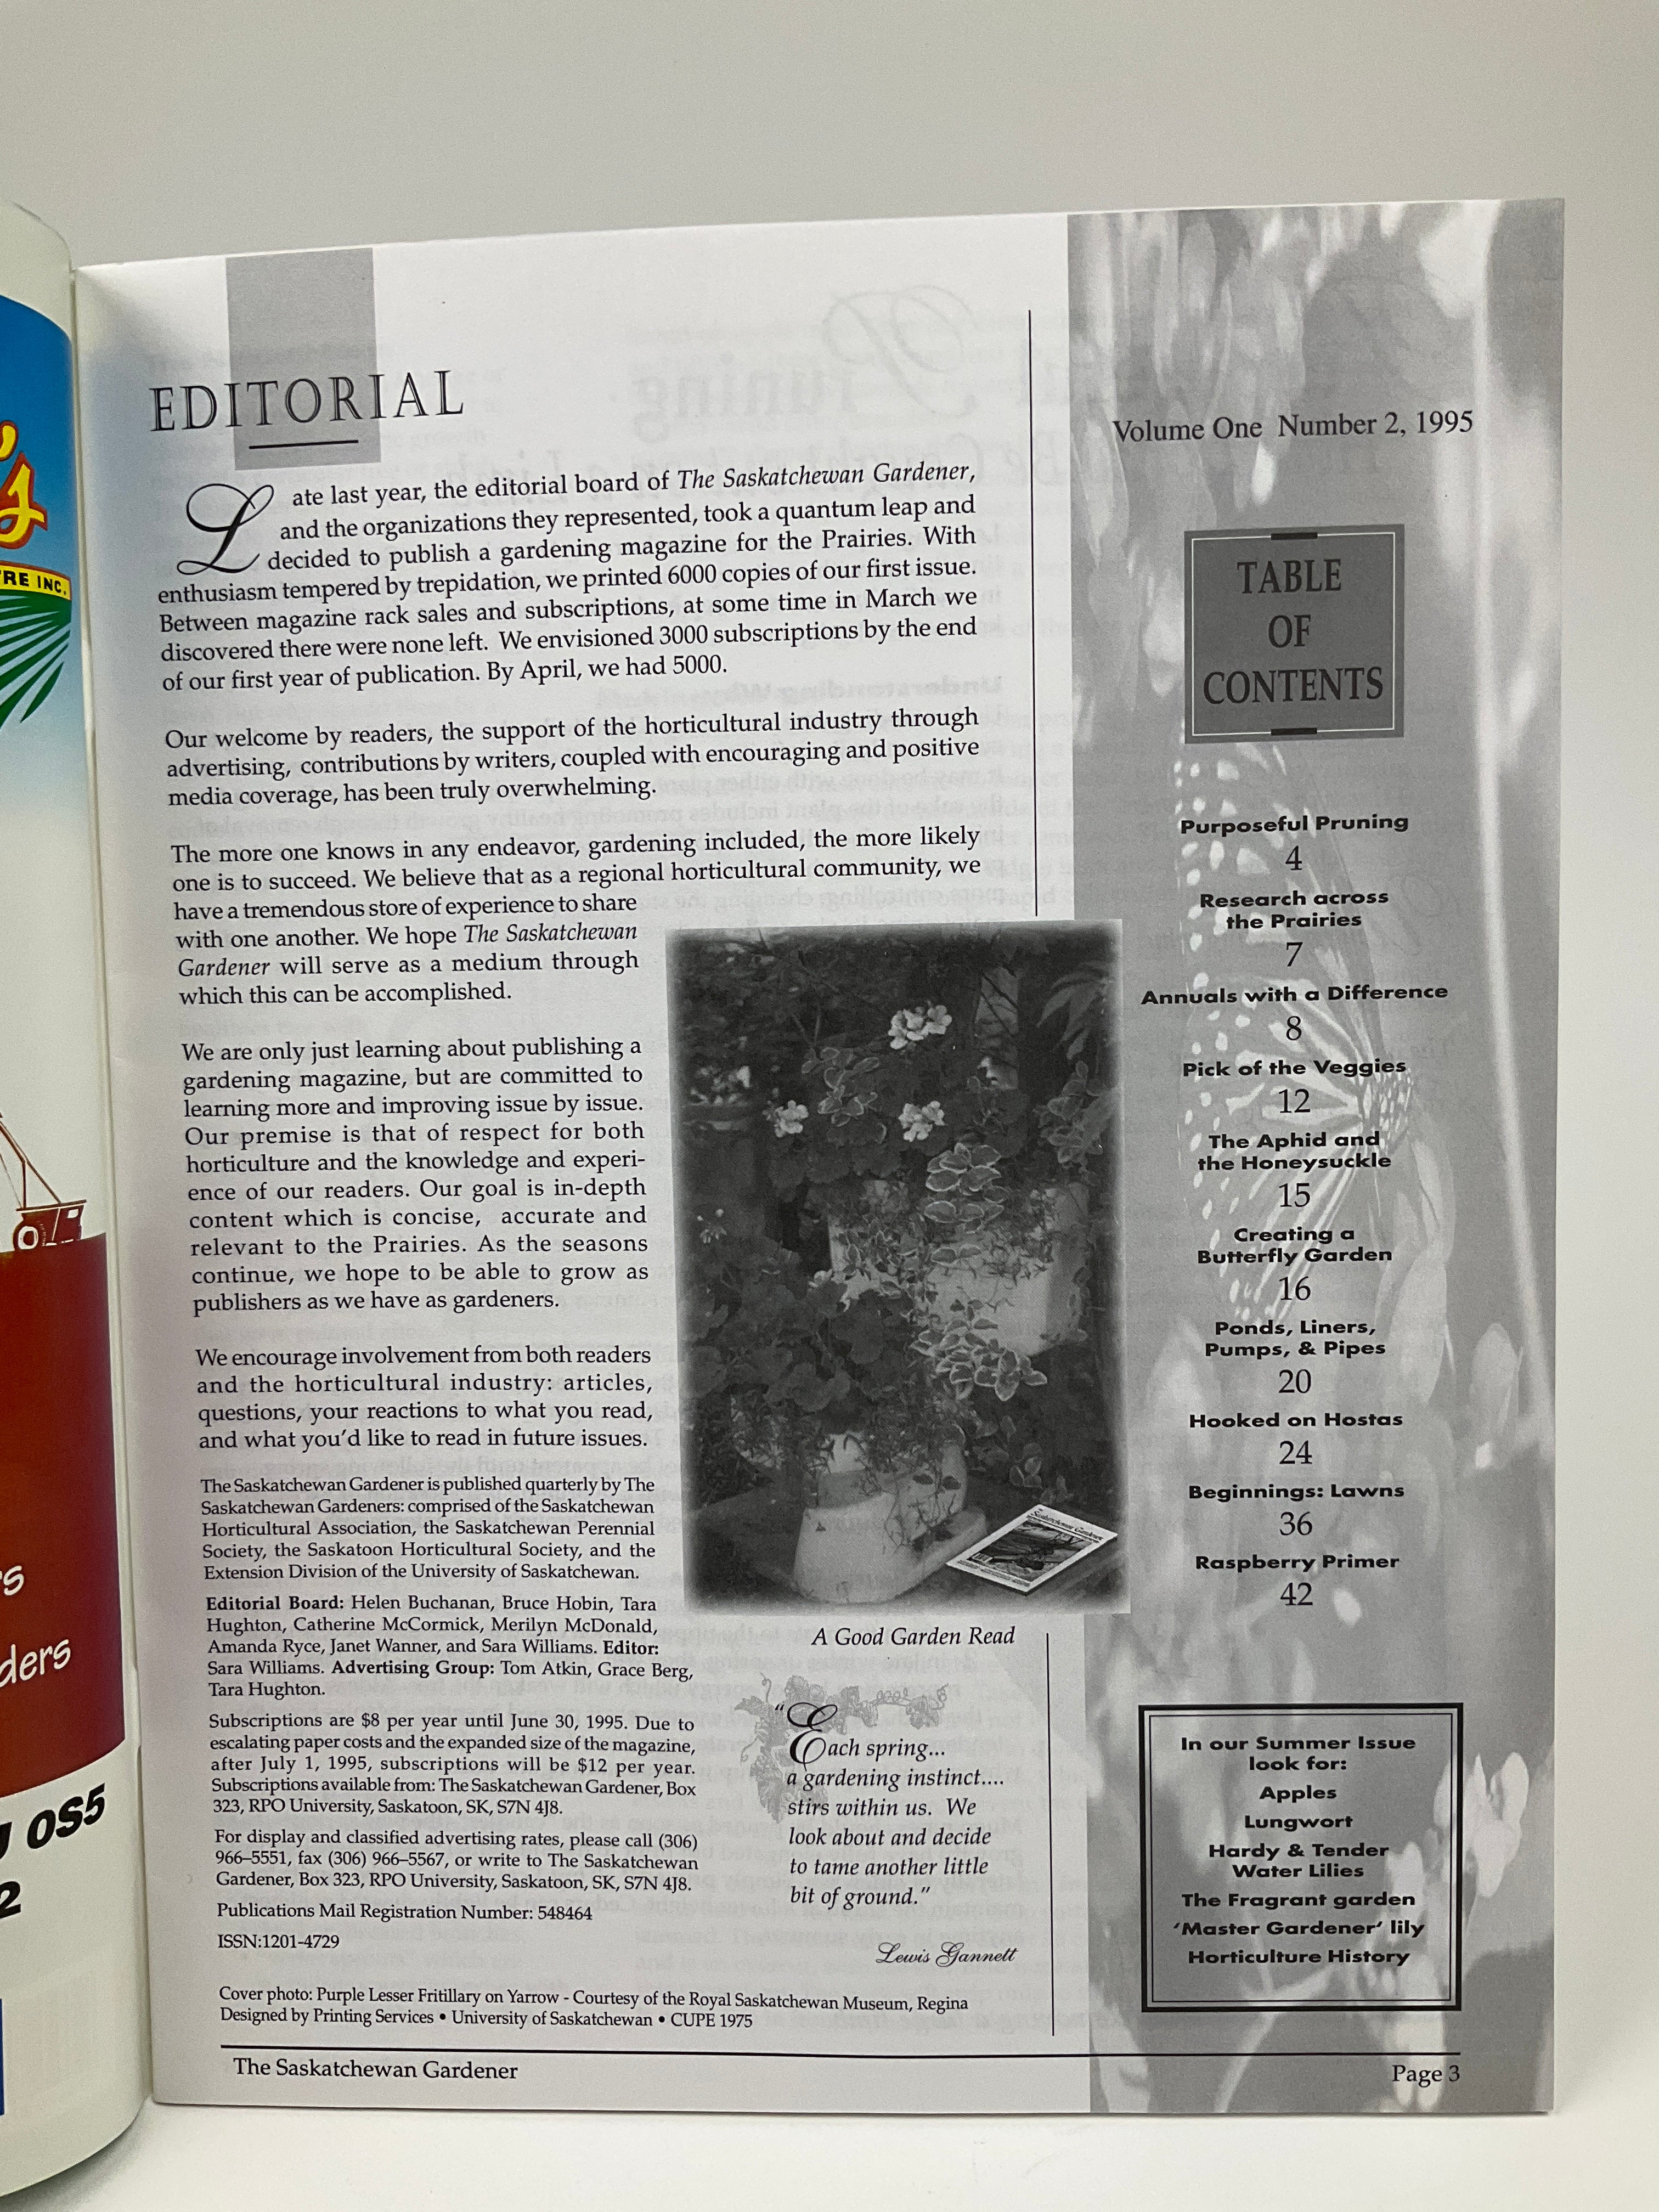 RE INC.
s
ders
0S5
2
EDITORIAL
Late last year, the editorial board of The Saskatchewan Gardener,
and the organizations they represented, took a quantum leap and
decided to publish a gardening magazine for the Prairies. With
enthusiasm tempered by trepidation, we printed 6000 copies of our first issue.
Between magazine rack sales and subscriptions, at some time in March we
discovered there were none left. We envisioned 3000 subscriptions by the end
of our first year of publication. By April, we had 5000.
Our welcome by readers, the support of the horticultural industry through
advertising, contributions by writers, coupled with encouraging and positive
media coverage, has been truly overwhelming.
The more one knows in any endeavor, gardening included, the more likely
one is to succeed. We believe that as a regional horticultural community, we
have a tremendous store of experience to share
with one another. We hope The Saskatchewan
Gardener will serve as a medium through
which this can be accomplished.
We are only just learning about publishing a
gardening magazine, but are committed to
learning more and improving issue by issue.
Our premise is that of respect for both
horticulture and the knowledge and experi-
ence of our readers. Our goal is in-depth
content which is concise, accurate and
relevant to the Prairies. As the seasons
continue, we hope to be able to grow as
publishers as we have as gardeners.
We encourage involvement from both readers
and the horticultural industry: articles,
questions, your reactions to what you read,
and what you'd like to read in future issues.
The Saskatchewan Gardener is published quarterly by The
Saskatchewan Gardeners: comprised of the Saskatchewan
Horticultural Association, the Saskatchewan Perennial
Society, the Saskatoon Horticultural Society, and the
Extension Division of the University of Saskatchewan.
Editorial Board: Helen Buchanan, Bruce Hobin, Tara
Hughton, Catherine McCormick, Merilyn McDonald,
Amanda Ryce, Janet Wanner, and Sara Williams. Editor:
Sara Williams. Advertising Group: Tom Atkin, Grace Berg,
Tara Hughton.
Subscriptions are $8 per year until June 30, 1995. Due to
escalating paper costs and the expanded size of the magazine,
after July 1, 1995, subscriptions will be $12 per year.
Subscriptions available from: The Saskatchewan Gardener, Box
323, RPO University, Saskatoon, SK, S7N 4J8.
For display and classified advertising rates, please call (306)
966–5551, fax (306) 966–5567, or write to The Saskatchewan
Gardener, Box 323, RPO University, Saskatoon, SK, S7N 4J8.
Publications Mail Registration Number: 548464
ISSN:1201-4729
Cover photo: Purple Lesser Fritillary on Yarrow - Courtesy of the Royal Saskatchewan Museum, Regina
Designed by Printing Services • University of Saskatchewan • CUPE 1975
Saskatchewan Gardener
A Good Garden Read
"Each spring...
a gardening instinct....
stirs within us. We
look about and decide
to tame another little
bit of ground."
Lewis Gannett
Volume One Number 2, 1995
TABLE
OF
CONTENTS
Purposeful Pruning
4
Research across
the Prairies
7
Annuals with a Difference
8
Pick of the Veggies
12
The Aphid and
the Honeysuckle
15
Creating a
Butterfly Garden
16
Ponds, Liners,
Pumps, & Pipes
20
Hooked on Hostas
24
Beginnings: Lawns
36
Raspberry Primer
42
In our Summer Issue
look for:
Apples
Lungwort
Hardy & Tender
Water Lilies
The Fragrant garden
'Master Gardener' lily
Horticulture History
The Saskatchewan Gardener
Page 3